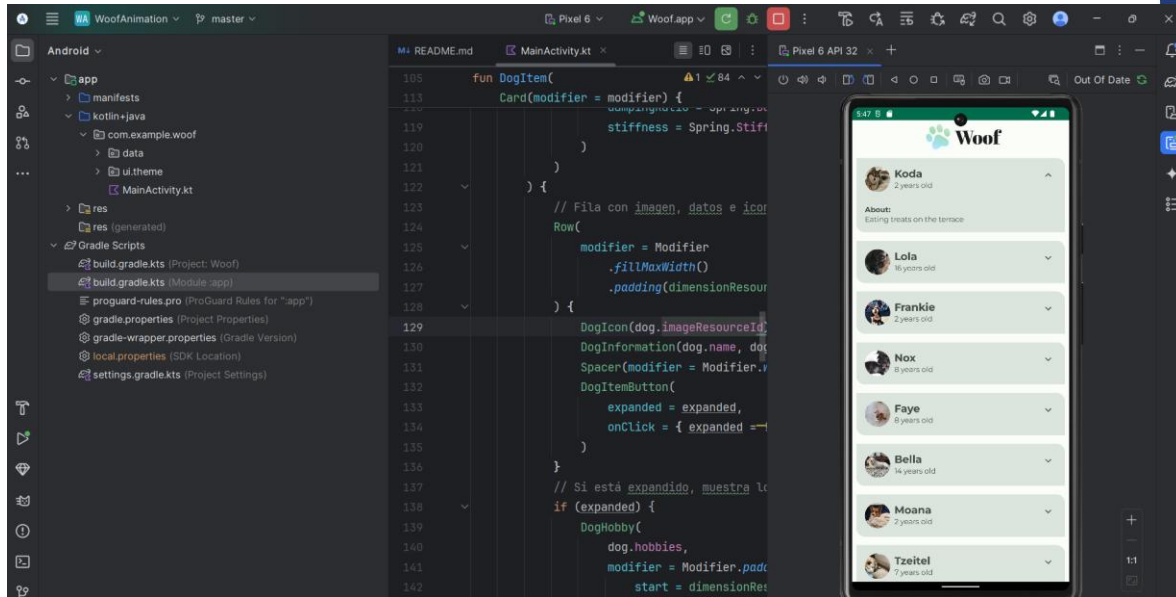 WA WoofAnimation master Pixel 6 Woof.app
Android
app
manifests
kotlin+java
com.example.woof
data
ui.theme
MainActivity.kt
res
res (generated)
Gradle Scripts
build.gradle.kts (Project: Woof)
build.gradle.kts (Module :app)
proguard-rules.pro (ProGuard Rules for ":app")
gradle.properties (Project Properties)
gradle-wrapper.properties (Gradle Version)
local.properties (SDK Location)
settings.gradle.kts (Project Settings)
README.md MainActivity.kt
1 84
105 fun DogItem(
113 Card(modifier = modifier) {
119 stiffness = Spring.Stif
120 )
121 )
122 ) {
123 // Fila con imagen, datos e icon
124 Row(
125 modifier = Modifier
126 .fillMaxWidth()
127 .padding(dimensionResour
128 ) {
129 DogIcon(dog.imageResourceId
130 DogInformation(dog.name, dog
131 Spacer(modifier = Modifier.w
132 DogItemButton(
133 expanded = expanded,
134 onClick = { expanded =
135 )
136 }
137 // Si está expandido, muestra lo
138 if (expanded) {
139 DogHobby(
140 dog.hobbies,
141 modifier = Modifier.padd
142 start = dimensionRes
Pixel 6 API 32
Out Of Date
5:47
Woof
Koda
2 years old
About:
Eating treats on the terrace
Lola
16 years old
Frankie
2 years old
Nox
8 years old
Faye
8 years old
Bella
14 years old
Moana
2 years old
Tzeitel
7 years old
1:1